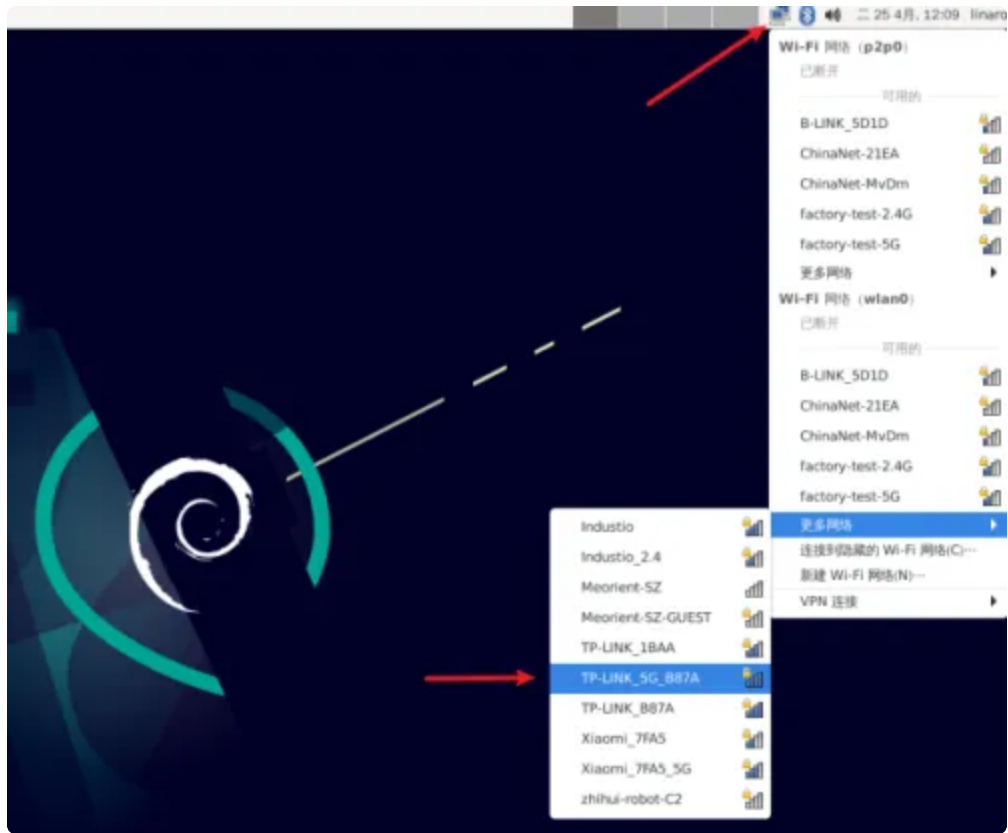 二 25 4月, 12:09 linaro
Wi-Fi 网络（p2p0）
已断开
可用的
B-LINK_5D1D
ChinaNet-21EA
ChinaNet-MvDm
factory-test-2.4G
factory-test-5G
更多网络
Wi-Fi 网络（wlan0）
已断开
可用的
B-LINK_5D1D
ChinaNet-21EA
ChinaNet-MvDm
factory-test-2.4G
factory-test-5G
更多网络
连接到隐藏的 Wi-Fi 网络(C)…
新建 Wi-Fi 网络(N)…
VPN 连接
Industio
Industio_2.4
Meorient-SZ
Meorient-SZ-GUEST
TP-LINK_1BAA
TP-LINK_5G_B87A
TP-LINK_B87A
Xiaomi_7FA5
Xiaomi_7FA5_5G
zhihui-robot-C2